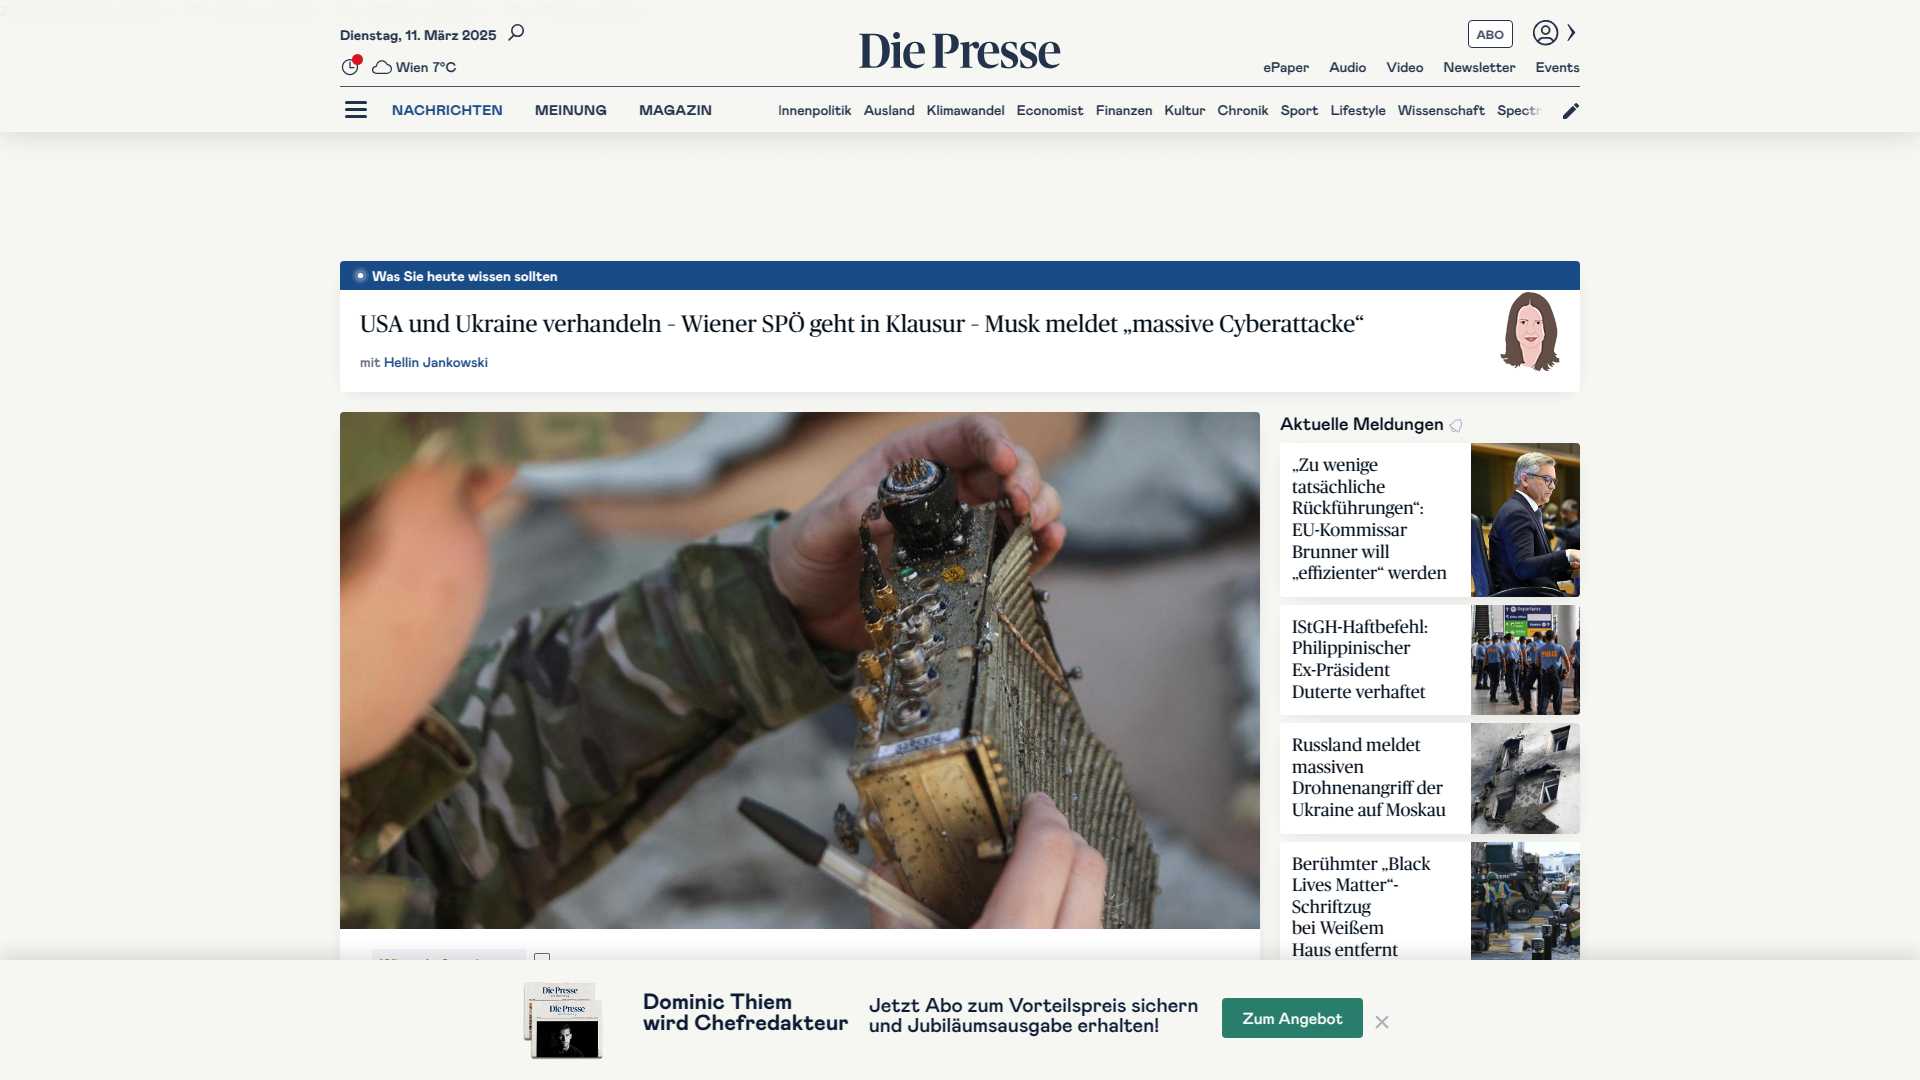 Dienstag, 11. März 2025
Die Presse
ABO
Wien 7°C
ePaper Audio Video Newsletter Events
NACHRICHTEN MEINUNG MAGAZIN
Innenpolitik Ausland Klimawandel Economist Finanzen Kultur Chronik Sport Lifestyle Wissenschaft
Was Sie heute wissen sollten
USA und Ukraine verhandeln – Wiener SPÖ geht in Klausur – Musk meldet „massive Cyberattacke“
mit Hellin Jankowski
Aktuelle Meldungen
„Zu wenige
tatsächliche
Rückführungen“:
EU-Kommissar
Brunner will
„effizienter“ werden
IStGH-Haftbefehl:
Philippinischer
Ex-Präsident
Duterte verhaftet
Russland meldet
massiven
Drohnenangriff der
Ukraine auf Moskau
Berühmter „Black
Lives Matter“-
Schriftzug
bei Weißem
Haus entfernt
Die Presse
Die Presse
Dominic Thiem
wird Chefredakteur
Jetzt Abo zum Vorteilspreis sichern
und Jubiläumsausgabe erhalten!
Zum Angebot